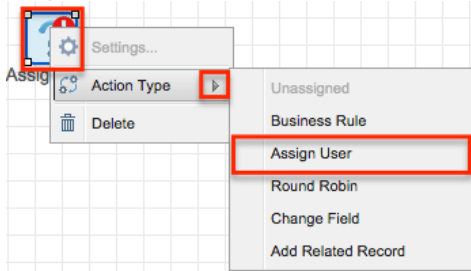 Settings...
Assig
Action Type
Delete
Unassigned
Business Rule
Assign User
Round Robin
Change Field
Add Related Record